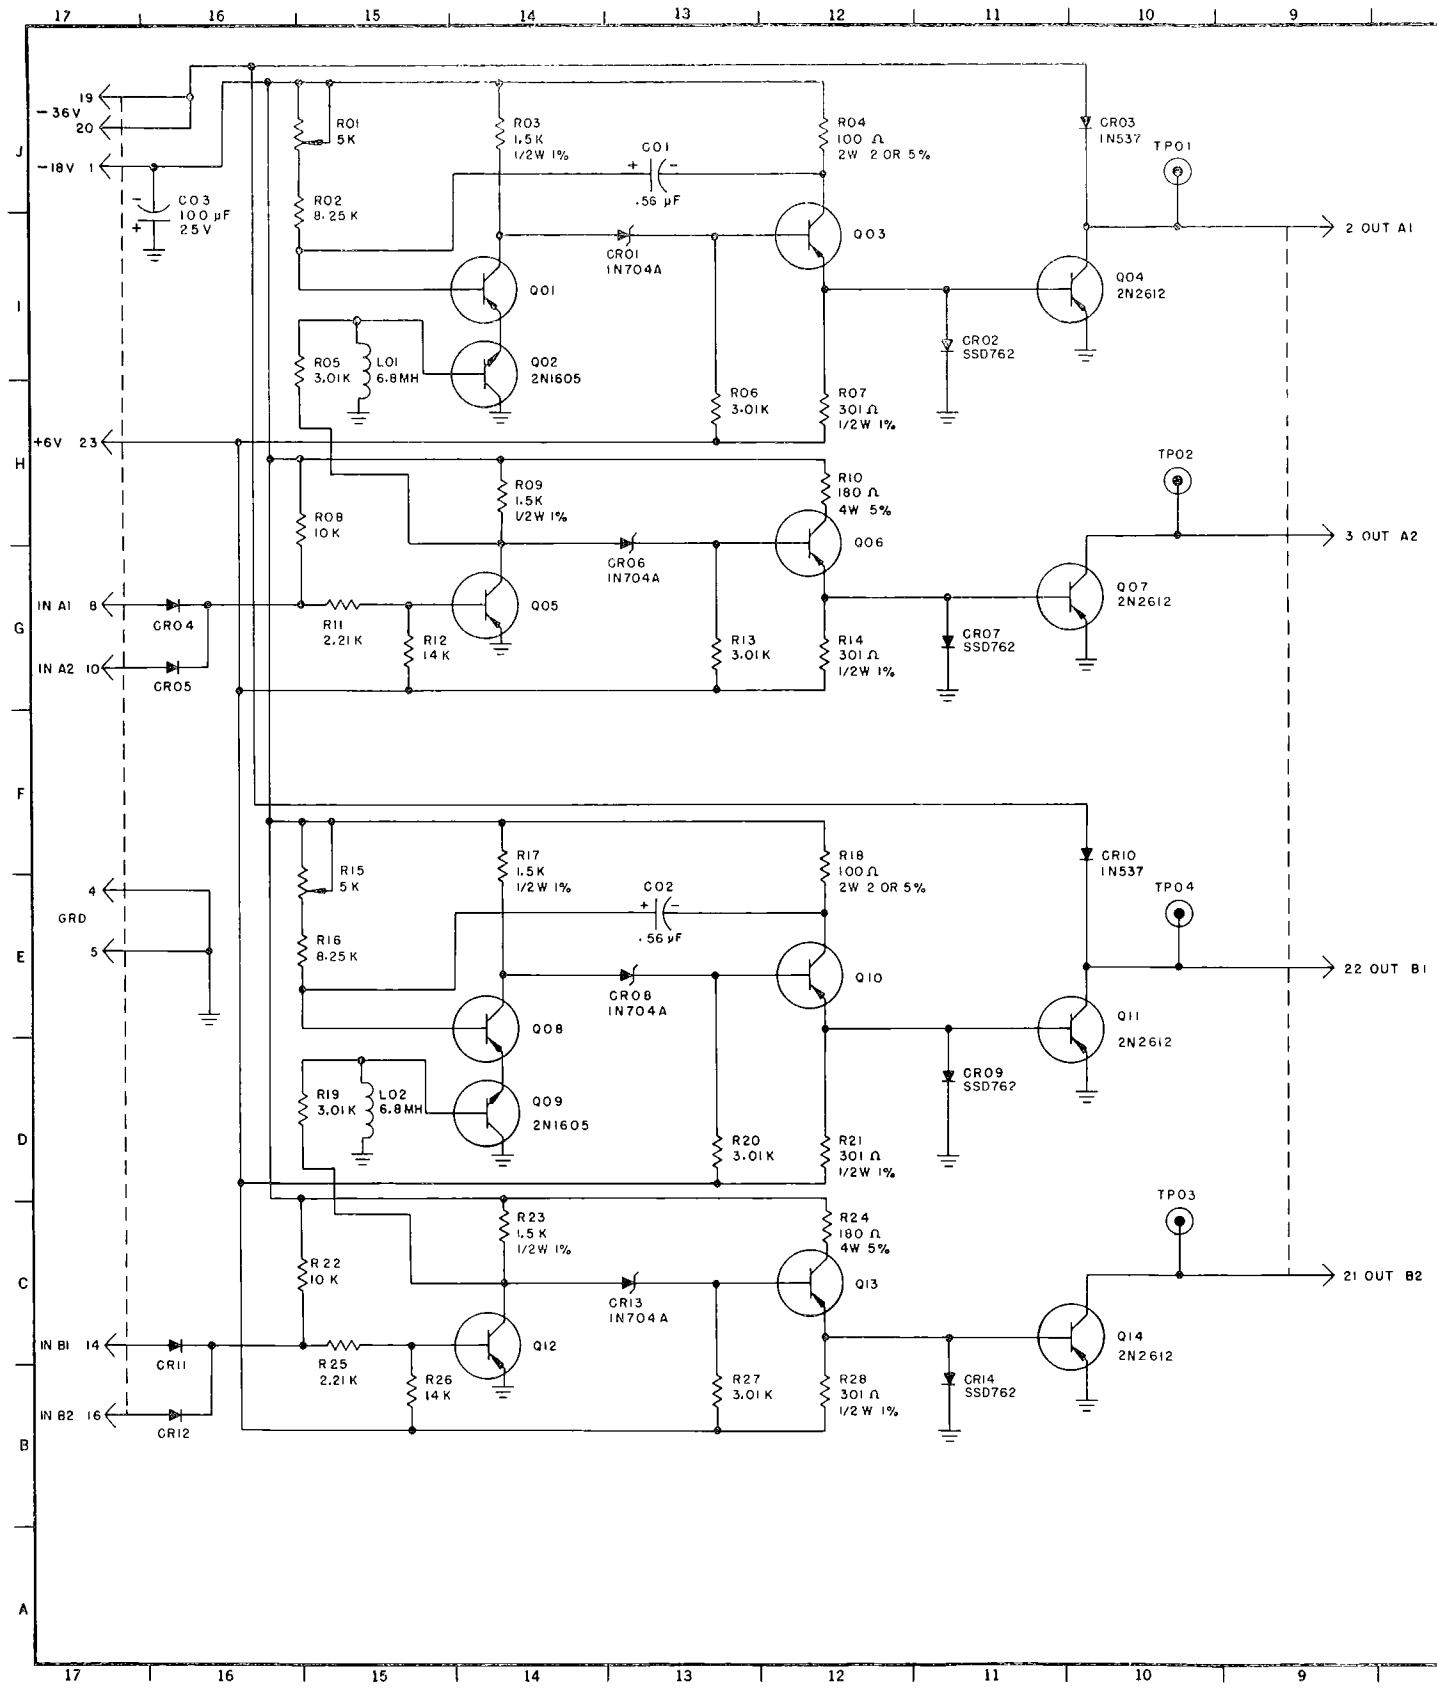 17 16 15 14 13 12 11 10 9
J
I
H
G
F
E
D
C
B
A
19
-36V
20
-18V 1
C03
100 µF
25V
R01
5K
R02
8.25K
R03
1.5K
1/2W 1%
C01
+ -
.56 µF
R04
100 Ω
2W 2 OR 5%
CR03
1N537
TP01
2 OUT A1
Q01
CR01
1N704A
Q03
Q04
2N2612
R05
3.01K
L01
6.8MH
Q02
2N1605
CR02
SSD762
R06
3.01K
R07
301 Ω
1/2W 1%
+6V 23
R08
10K
R09
1.5K
1/2W 1%
R10
180 Ω
4W 5%
TP02
3 OUT A2
CR06
1N704A
Q06
IN A1 8
CR04
R11
2.21K
R12
14K
Q05
R13
3.01K
R14
301 Ω
1/2W 1%
CR07
SSD762
Q07
2N2612
IN A2 10
CR05
R15
5K
R17
1.5K
1/2W 1%
R18
100 Ω
2W 2 OR 5%
CR10
1N537
TP04
4
GRD
5
R16
8.25K
C02
+ -
.56 µF
22 OUT B1
CR08
1N704A
Q10
Q08
Q11
2N2612
R19
3.01K
L02
6.8MH
Q09
2N1605
CR09
SSD762
R20
3.01K
R21
301 Ω
1/2W 1%
R22
10K
R23
1.5K
1/2W 1%
R24
180 Ω
4W 5%
TP03
21 OUT B2
CR13
1N704A
Q13
IN B1 14
CR11
R25
2.21K
R26
14K
Q12
R27
3.01K
R28
301 Ω
1/2W 1%
CR14
SSD762
Q14
2N2612
IN B2 16
CR12
17 16 15 14 13 12 11 10 9